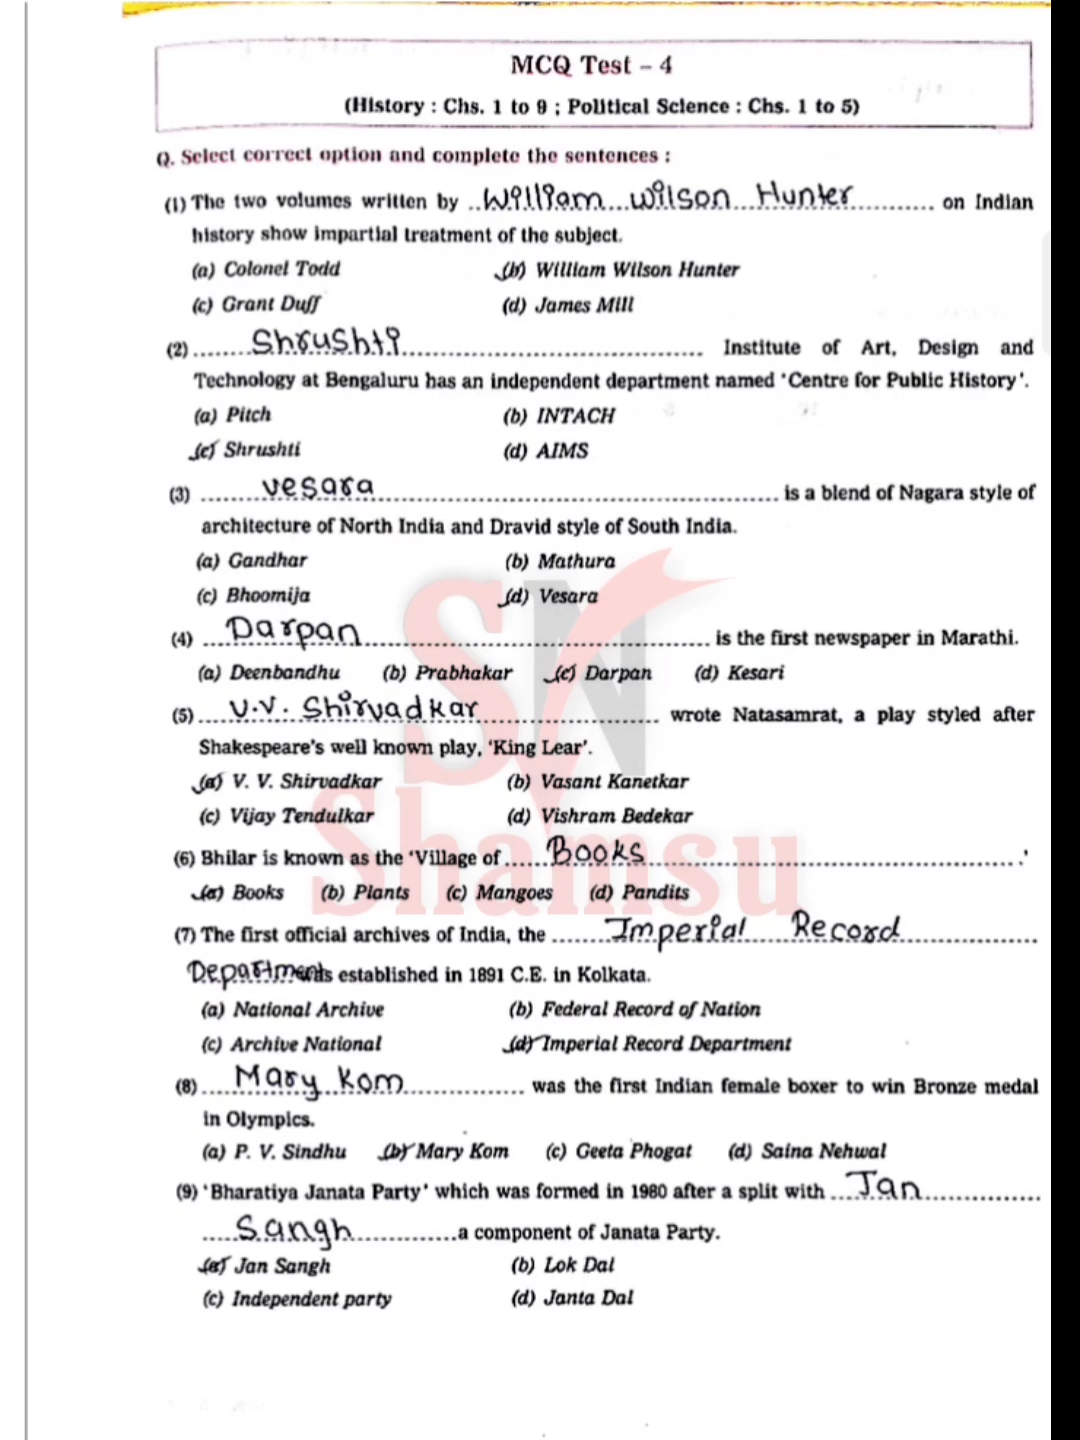 MCQ Test – 4
(History : Chs. 1 to 9 ; Political Science : Chs. 1 to 5)
Q. Select correct option and complete the sentences :
(1) The two volumes written by ..William Wilson Hunter.......... on Indian
history show impartial treatment of the subject.
(a) Colonel Todd (b) William Wilson Hunter
(c) Grant Duff (d) James Mill
(2) ........Shrushti................................ Institute of Art, Design and
Technology at Bengaluru has an independent department named 'Centre for Public History'.
(a) Pitch (b) INTACH
(c) Shrushti (d) AIMS
(3) ........vesara................................ is a blend of Nagara style of
architecture of North India and Dravid style of South India.
(a) Gandhar (b) Mathura
(c) Bhoomija (d) Vesara
(4) ...Darpan................................ is the first newspaper in Marathi.
(a) Deenbandhu (b) Prabhakar (c) Darpan (d) Kesari
(5) ....V.V. Shirvadkar.................... wrote Natasamrat, a play styled after
Shakespeare's well known play, 'King Lear'.
(a) V. V. Shirvadkar (b) Vasant Kanetkar
(c) Vijay Tendulkar (d) Vishram Bedekar
(6) Bhilar is known as the 'Village of .....Books................................ .'
(a) Books (b) Plants (c) Mangoes (d) Pandits
(7) The first official archives of India, the .......Imperial Record................
Department was established in 1891 C.E. in Kolkata.
(a) National Archive (b) Federal Record of Nation
(c) Archive National (d) Imperial Record Department
(8) ....Mary Kom................ was the first Indian female boxer to win Bronze medal
in Olympics.
(a) P. V. Sindhu (b) Mary Kom (c) Geeta Phogat (d) Saina Nehwal
(9) 'Bharatiya Janata Party' which was formed in 1980 after a split with ..Jan..............
.....Sangh.............a component of Janata Party.
(a) Jan Sangh (b) Lok Dal
(c) Independent party (d) Janta Dal
SN
Shamsu